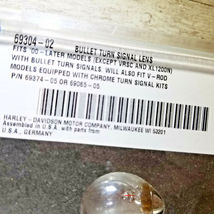 69304-02
BULLET TURN SIGNAL LENS
FITS '00-LATER MODELS (EXCEPT VRSC AND XL1200N)
WITH BULLET TURN SIGNALS. WILL ALSO FIT V-ROD
MODELS EQUIPPED WITH CHROME TURN SIGNAL KITS
P/N 69374-05 OR 69065-05
ASSEMBLED IN
U.S.A. WITH
PARTS FROM
U.S.A.
HARLEY-DAVIDSON MOTOR COMPANY, MILWAUKEE WI 53201